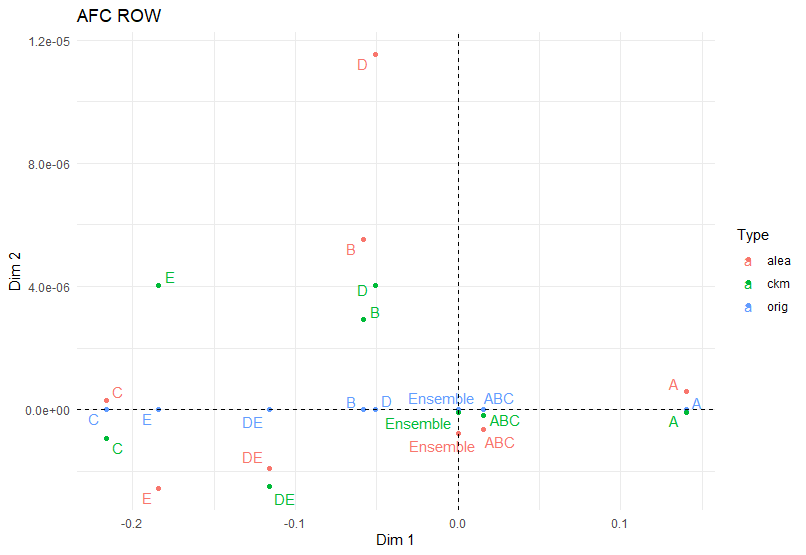 AFC ROW
1.2e-05
D
8.0e-06
Dim 2
B
E
4.0e-06
D
B
Type
a alea
a ckm
a orig
C
A
Ensemble ABC
B D
A
0.0e+00
C E DE
Ensemble ABC A
Ensemble ABC
C
DE
E DE
-0.2 -0.1 0.0 0.1
Dim 1